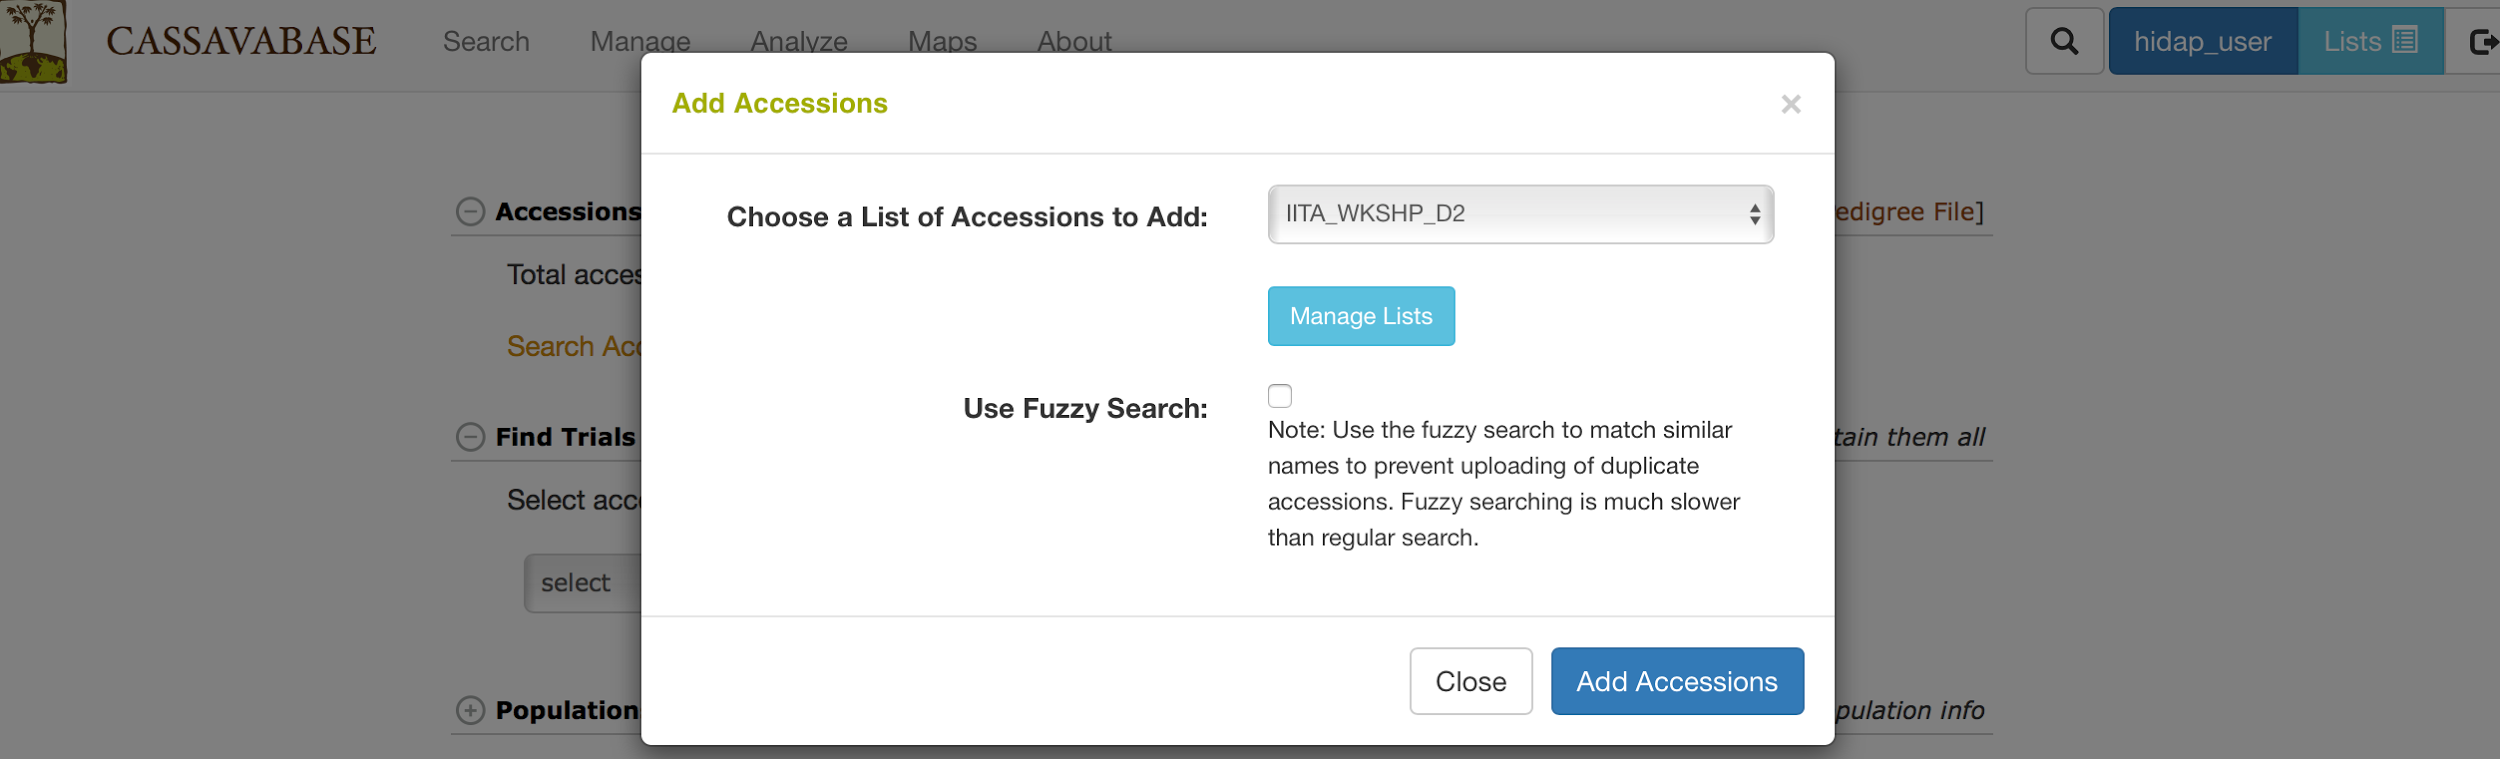 CASSAVABASE Search Manage Analyze Maps About hidap_user Lists
Add Accessions ×
Accessions edigree File]
Choose a List of Accessions to Add: IITA_WKSHP_D2
Total acces
Manage Lists
Search Acc
Use Fuzzy Search:
Note: Use the fuzzy search to match similar
names to prevent uploading of duplicate
accessions. Fuzzy searching is much slower
than regular search.
Find Trials tain them all
Select acc
select
Close Add Accessions
Population pulation info